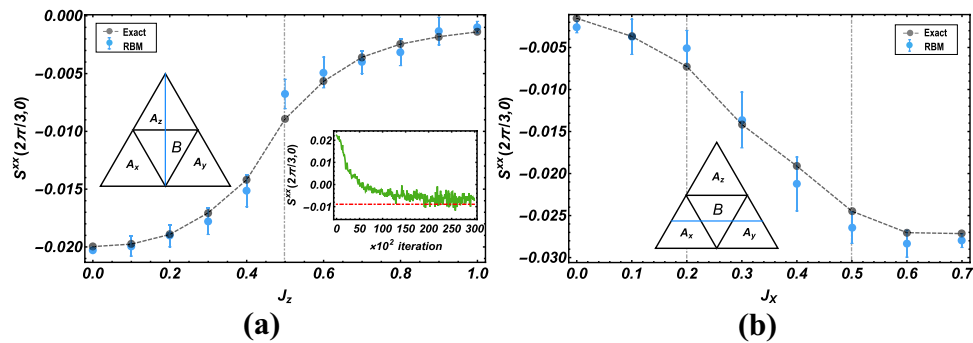 S^xx(2π/3,0)
0.000
−0.005
−0.010
−0.015
−0.020
Exact
RBM
A_z
B
A_x
A_y
S^xx(2π/3,0)
0.02
0.01
0.00
−0.01
0 50 100 150 200 250 300
×10² iteration
0.0 0.2 0.4 0.6 0.8 1.0
J_z
(a)
S^xx(2π/3,0)
−0.005
−0.010
−0.015
−0.020
−0.025
−0.030
Exact
RBM
A_z
B
A_x
A_y
0.0 0.1 0.2 0.3 0.4 0.5 0.6 0.7
J_x
(b)